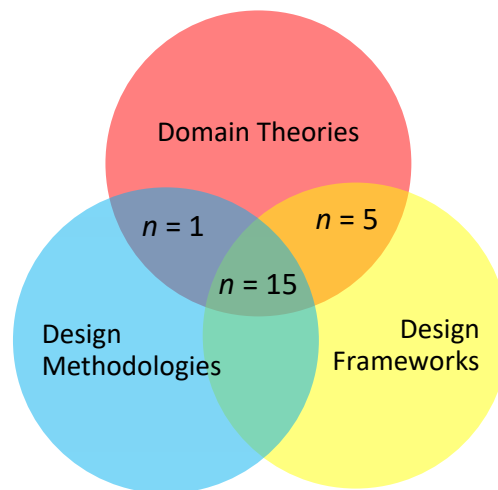 Domain Theories
n = 1
n = 5
n = 15
Design
Methodologies
Design
Frameworks